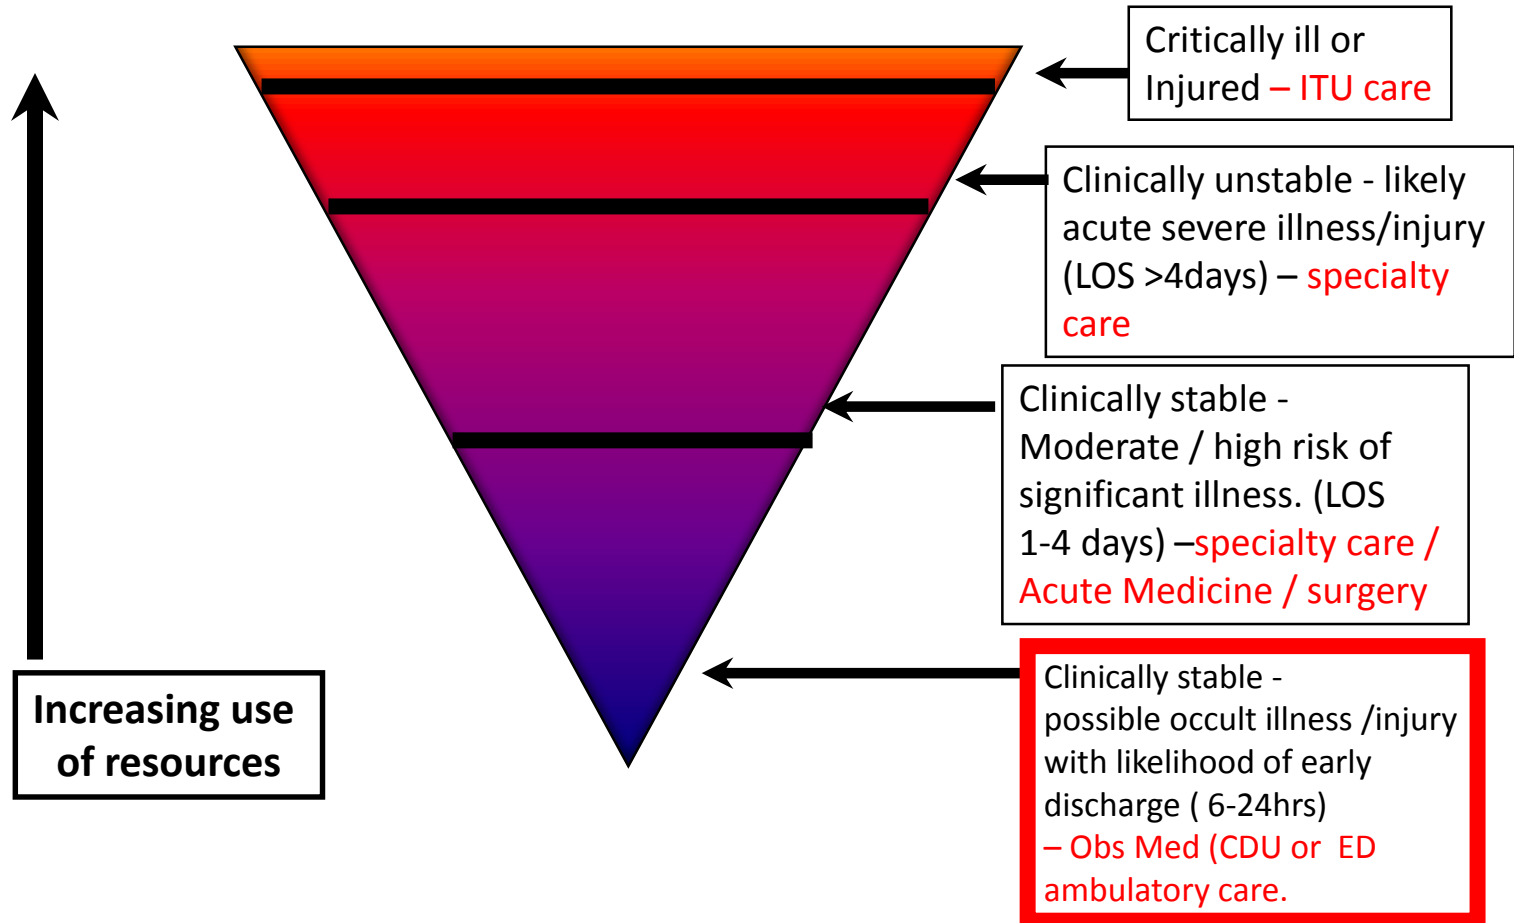 Critically ill or
Injured – ITU care
Clinically unstable - likely
acute severe illness/injury
(LOS >4days) – specialty
care
Clinically stable -
Moderate / high risk of
significant illness. (LOS
1-4 days) –specialty care /
Acute Medicine / surgery
Clinically stable -
possible occult illness /injury
with likelihood of early
discharge ( 6-24hrs)
– Obs Med (CDU or ED
ambulatory care.
Increasing use
of resources